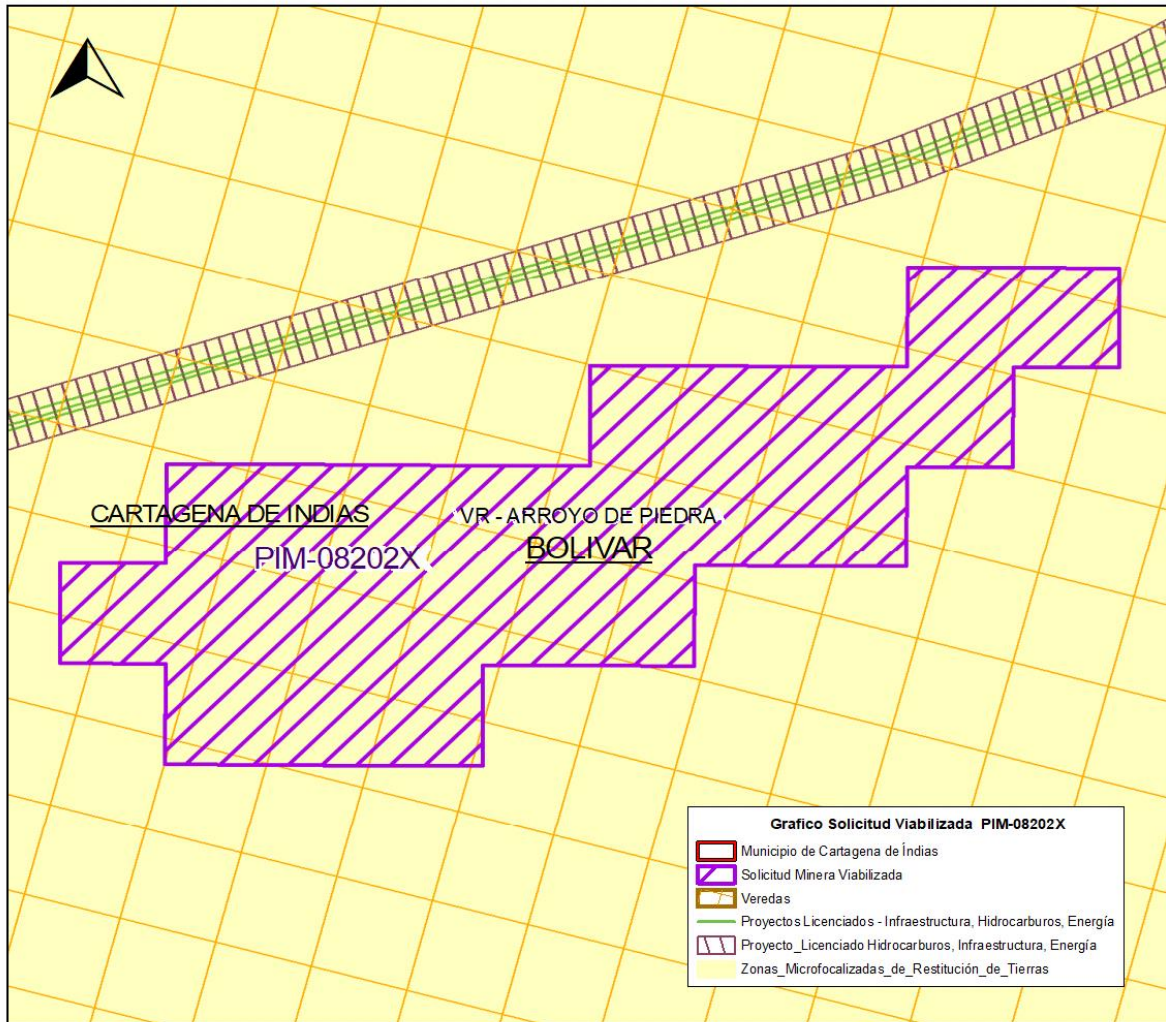 CARTAGENA DE INDIAS
VR - ARROYO DE PIEDRA
BOLIVAR
PIM-08202X
Grafico Solicitud Viabilizada PIM-08202X
Municipio de Cartagena de Índias
Solicitud Minera Viabilizada
Veredas
Proyectos Licenciados - Infraestructura, Hidrocarburos, Energía
Proyecto_Licenciado Hidrocarburos, Infraestructura, Energía
Zonas_Microfocalizadas_de_Restitución_de_Tierras